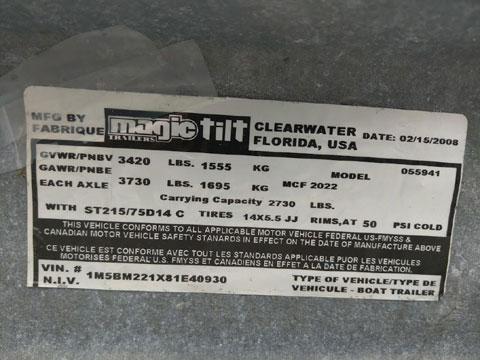 MFG BY magic tilt CLEARWATER DATE: 02/15/2008
FABRIQUE TRAILERS FLORIDA, USA
GVWR/PNBV 3420 LBS. 1555 KG MODEL 055941
GAWR/PNBE
EACH AXLE 3730 LBS. 1695 KG MCF 2022
Carrying Capacity 2730 LBS.
WITH ST215/75D14 C TIRES 14X5.5 JJ RIMS,AT 50 PSI COLD
THIS VEHICLE CONFORMS TO ALL APPLICABLE MOTOR VEHICLE FEDERAL US-FMYSS &
CANADIAN MOTOR VEHICLE SAFETY STANARDS IN EFFECT ON THE DATE OF MANUFACTURE ABOVE
CE VEHICLE EST CONFORME AVEC TOUT LES STANDARDS APPLICABLE POUR LES VEHICULES
MOTORISES U.S. FMYSS ET CANADIENS EN EFFET A LA DATE DE FABRICATION.
VIN. # 1M5BM221X81E40930 TYPE OF VEHICLE/TYPE DE
N.I.V. VEHICULE - BOAT TRAILER